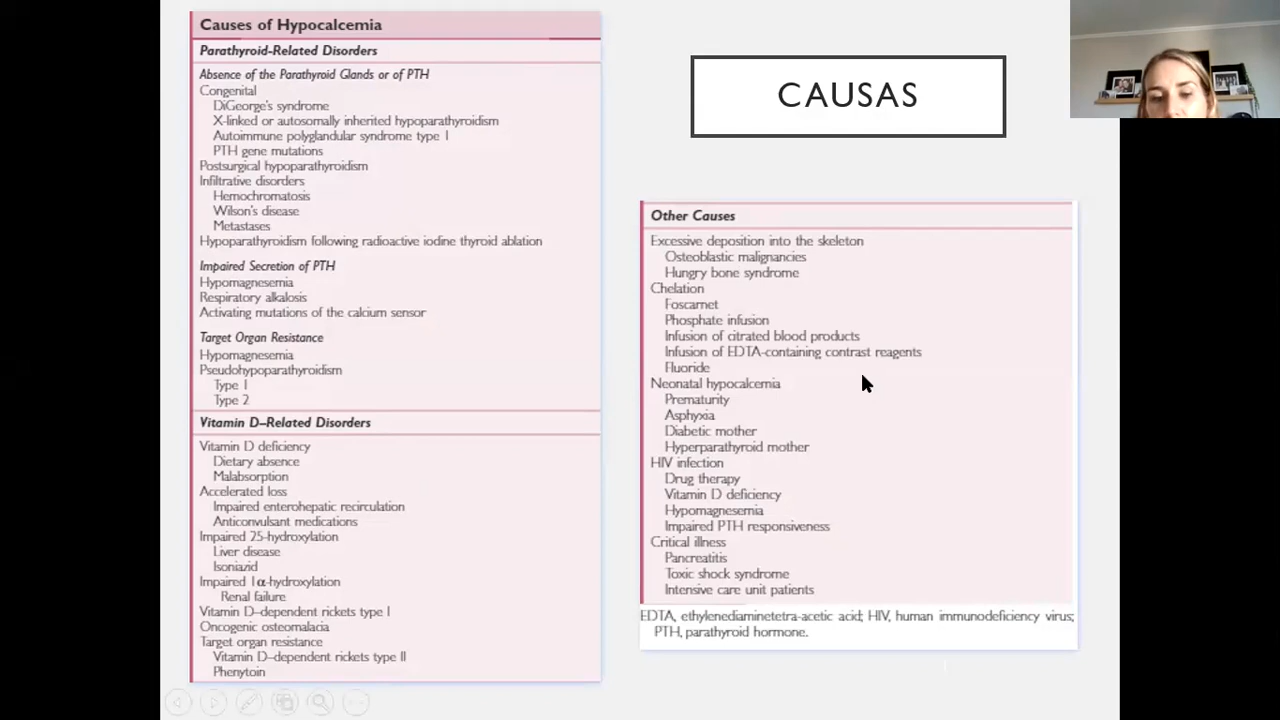 Causes of Hypocalcemia
Parathyroid-Related Disorders
Absence of the Parathyroid Glands or of PTH
Congenital
DiGeorge's syndrome
X-linked or autosomally inherited hypoparathyroidism
Autoimmune polyglandular syndrome type 1
PTH gene mutations
Postsurgical hypoparathyroidism
Infiltrative disorders
Hemochromatosis
Wilson's disease
Metastases
Hypoparathyroidism following radioactive iodine thyroid ablation
Impaired Secretion of PTH
Hypomagnesemia
Respiratory alkalosis
Activating mutations of the calcium sensor
Target Organ Resistance
Hypomagnesemia
Pseudohypoparathyroidism
Type 1
Type 2
Vitamin D–Related Disorders
Vitamin D deficiency
Dietary absence
Malabsorption
Accelerated loss
Impaired enterohepatic recirculation
Anticonvulsant medications
Impaired 25-hydroxylation
Liver disease
Isoniazid
Impaired 1α-hydroxylation
Renal failure
Vitamin D–dependent rickets type I
Oncogenic osteomalacia
Target organ resistance
Vitamin D–dependent rickets type II
Phenytoin
CAUSAS
Other Causes
Excessive deposition into the skeleton
Osteoblastic malignancies
Hungry bone syndrome
Chelation
Foscarnet
Phosphate infusion
Infusion of citrated blood products
Infusion of EDTA-containing contrast reagents
Fluoride
Neonatal hypocalcemia
Prematurity
Asphyxia
Diabetic mother
Hyperparathyroid mother
HIV infection
Drug therapy
Vitamin D deficiency
Hypomagnesemia
Impaired PTH responsiveness
Critical illness
Pancreatitis
Toxic shock syndrome
Intensive care unit patients
EDTA, ethylenediaminetetra-acetic acid; HIV, human immunodeficiency virus;
PTH, parathyroid hormone.